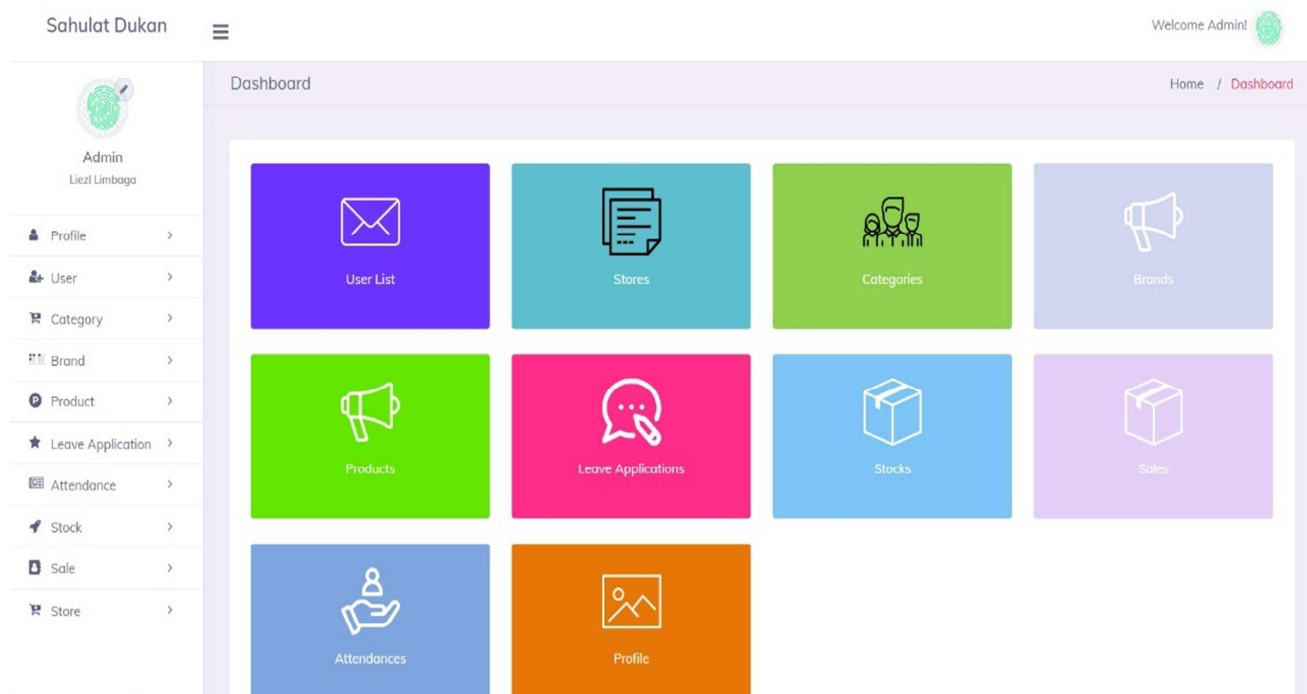 Sahulat Dukan
Welcome Admin!
Dashboard
Home / Dashboard
Admin
Liezl Limbaga
Profile
User
Category
Brand
Product
Leave Application
Attendance
Stock
Sale
Store
User List
Stores
Categories
Brands
Products
Leave Applications
Stocks
Sales
Attendances
Profile